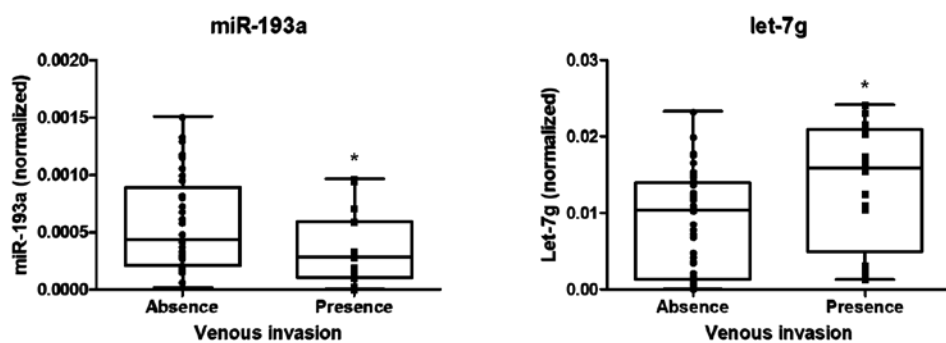 miR-193a
miR-193a (normalized)
0.0020
0.0015
0.0010
0.0005
0.0000
*
Absence Presence
Venous invasion
let-7g
Let-7g (normalized)
0.03
0.02
0.01
0.00
*
Absence Presence
Venous invasion